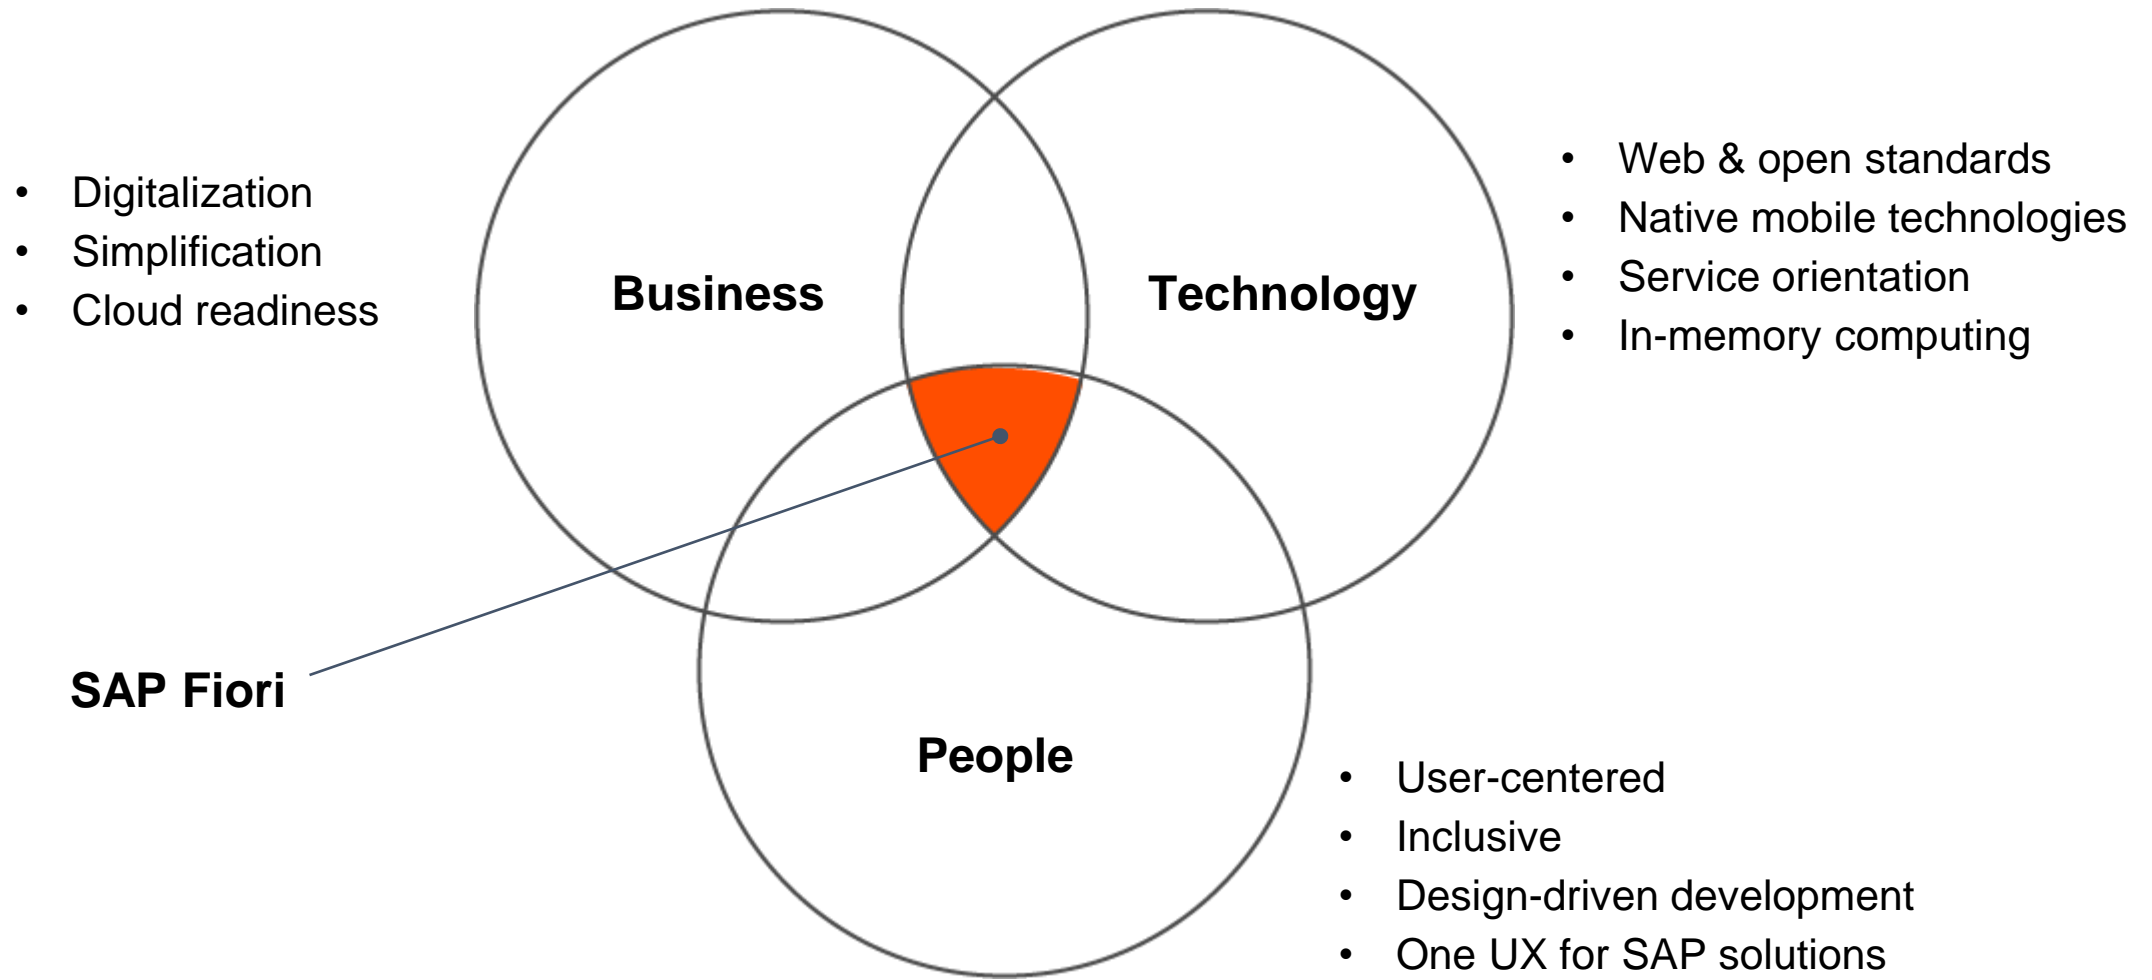 • Digitalization
• Simplification
• Cloud readiness
Business
Technology
• Web & open standards
• Native mobile technologies
• Service orientation
• In-memory computing
SAP Fiori
People
• User-centered
• Inclusive
• Design-driven development
• One UX for SAP solutions